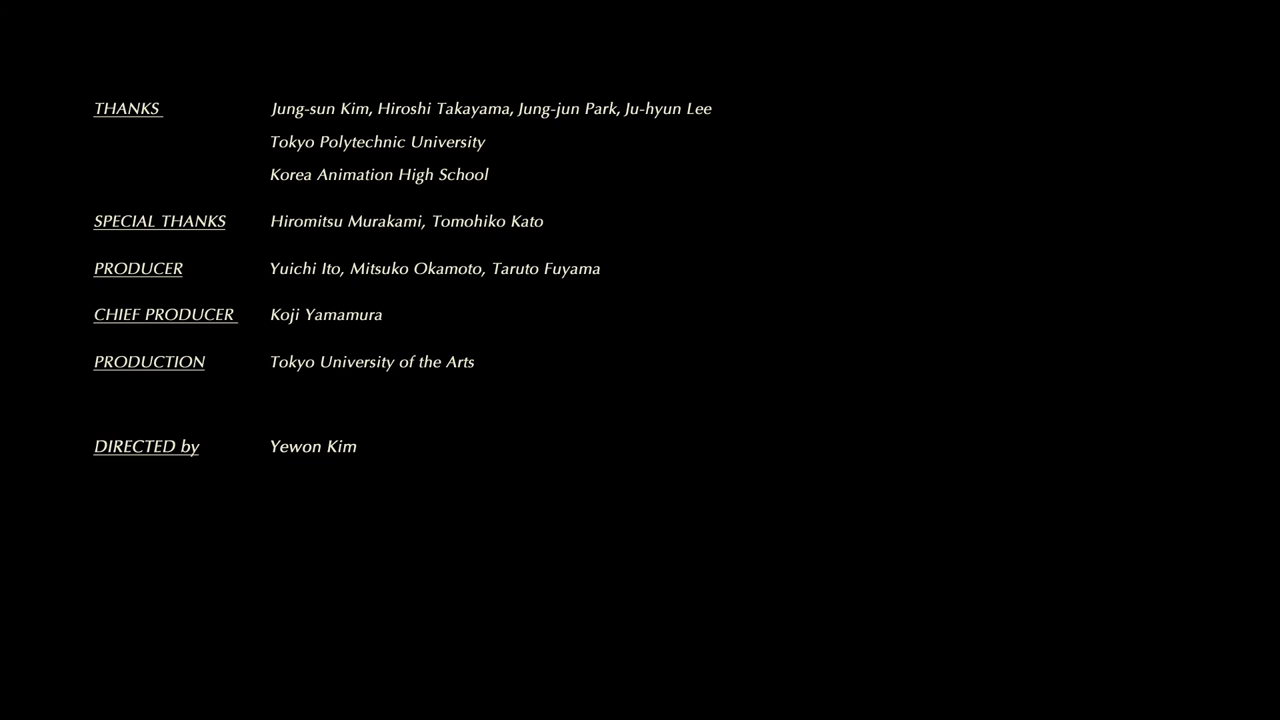 THANKS Jung-sun Kim, Hiroshi Takayama, Jung-jun Park, Ju-hyun Lee
Tokyo Polytechnic University
Korea Animation High School
SPECIAL THANKS Hiromitsu Murakami, Tomohiko Kato
PRODUCER Yuichi Ito, Mitsuko Okamoto, Taruto Fuyama
CHIEF PRODUCER Koji Yamamura
PRODUCTION Tokyo University of the Arts
DIRECTED by Yewon Kim